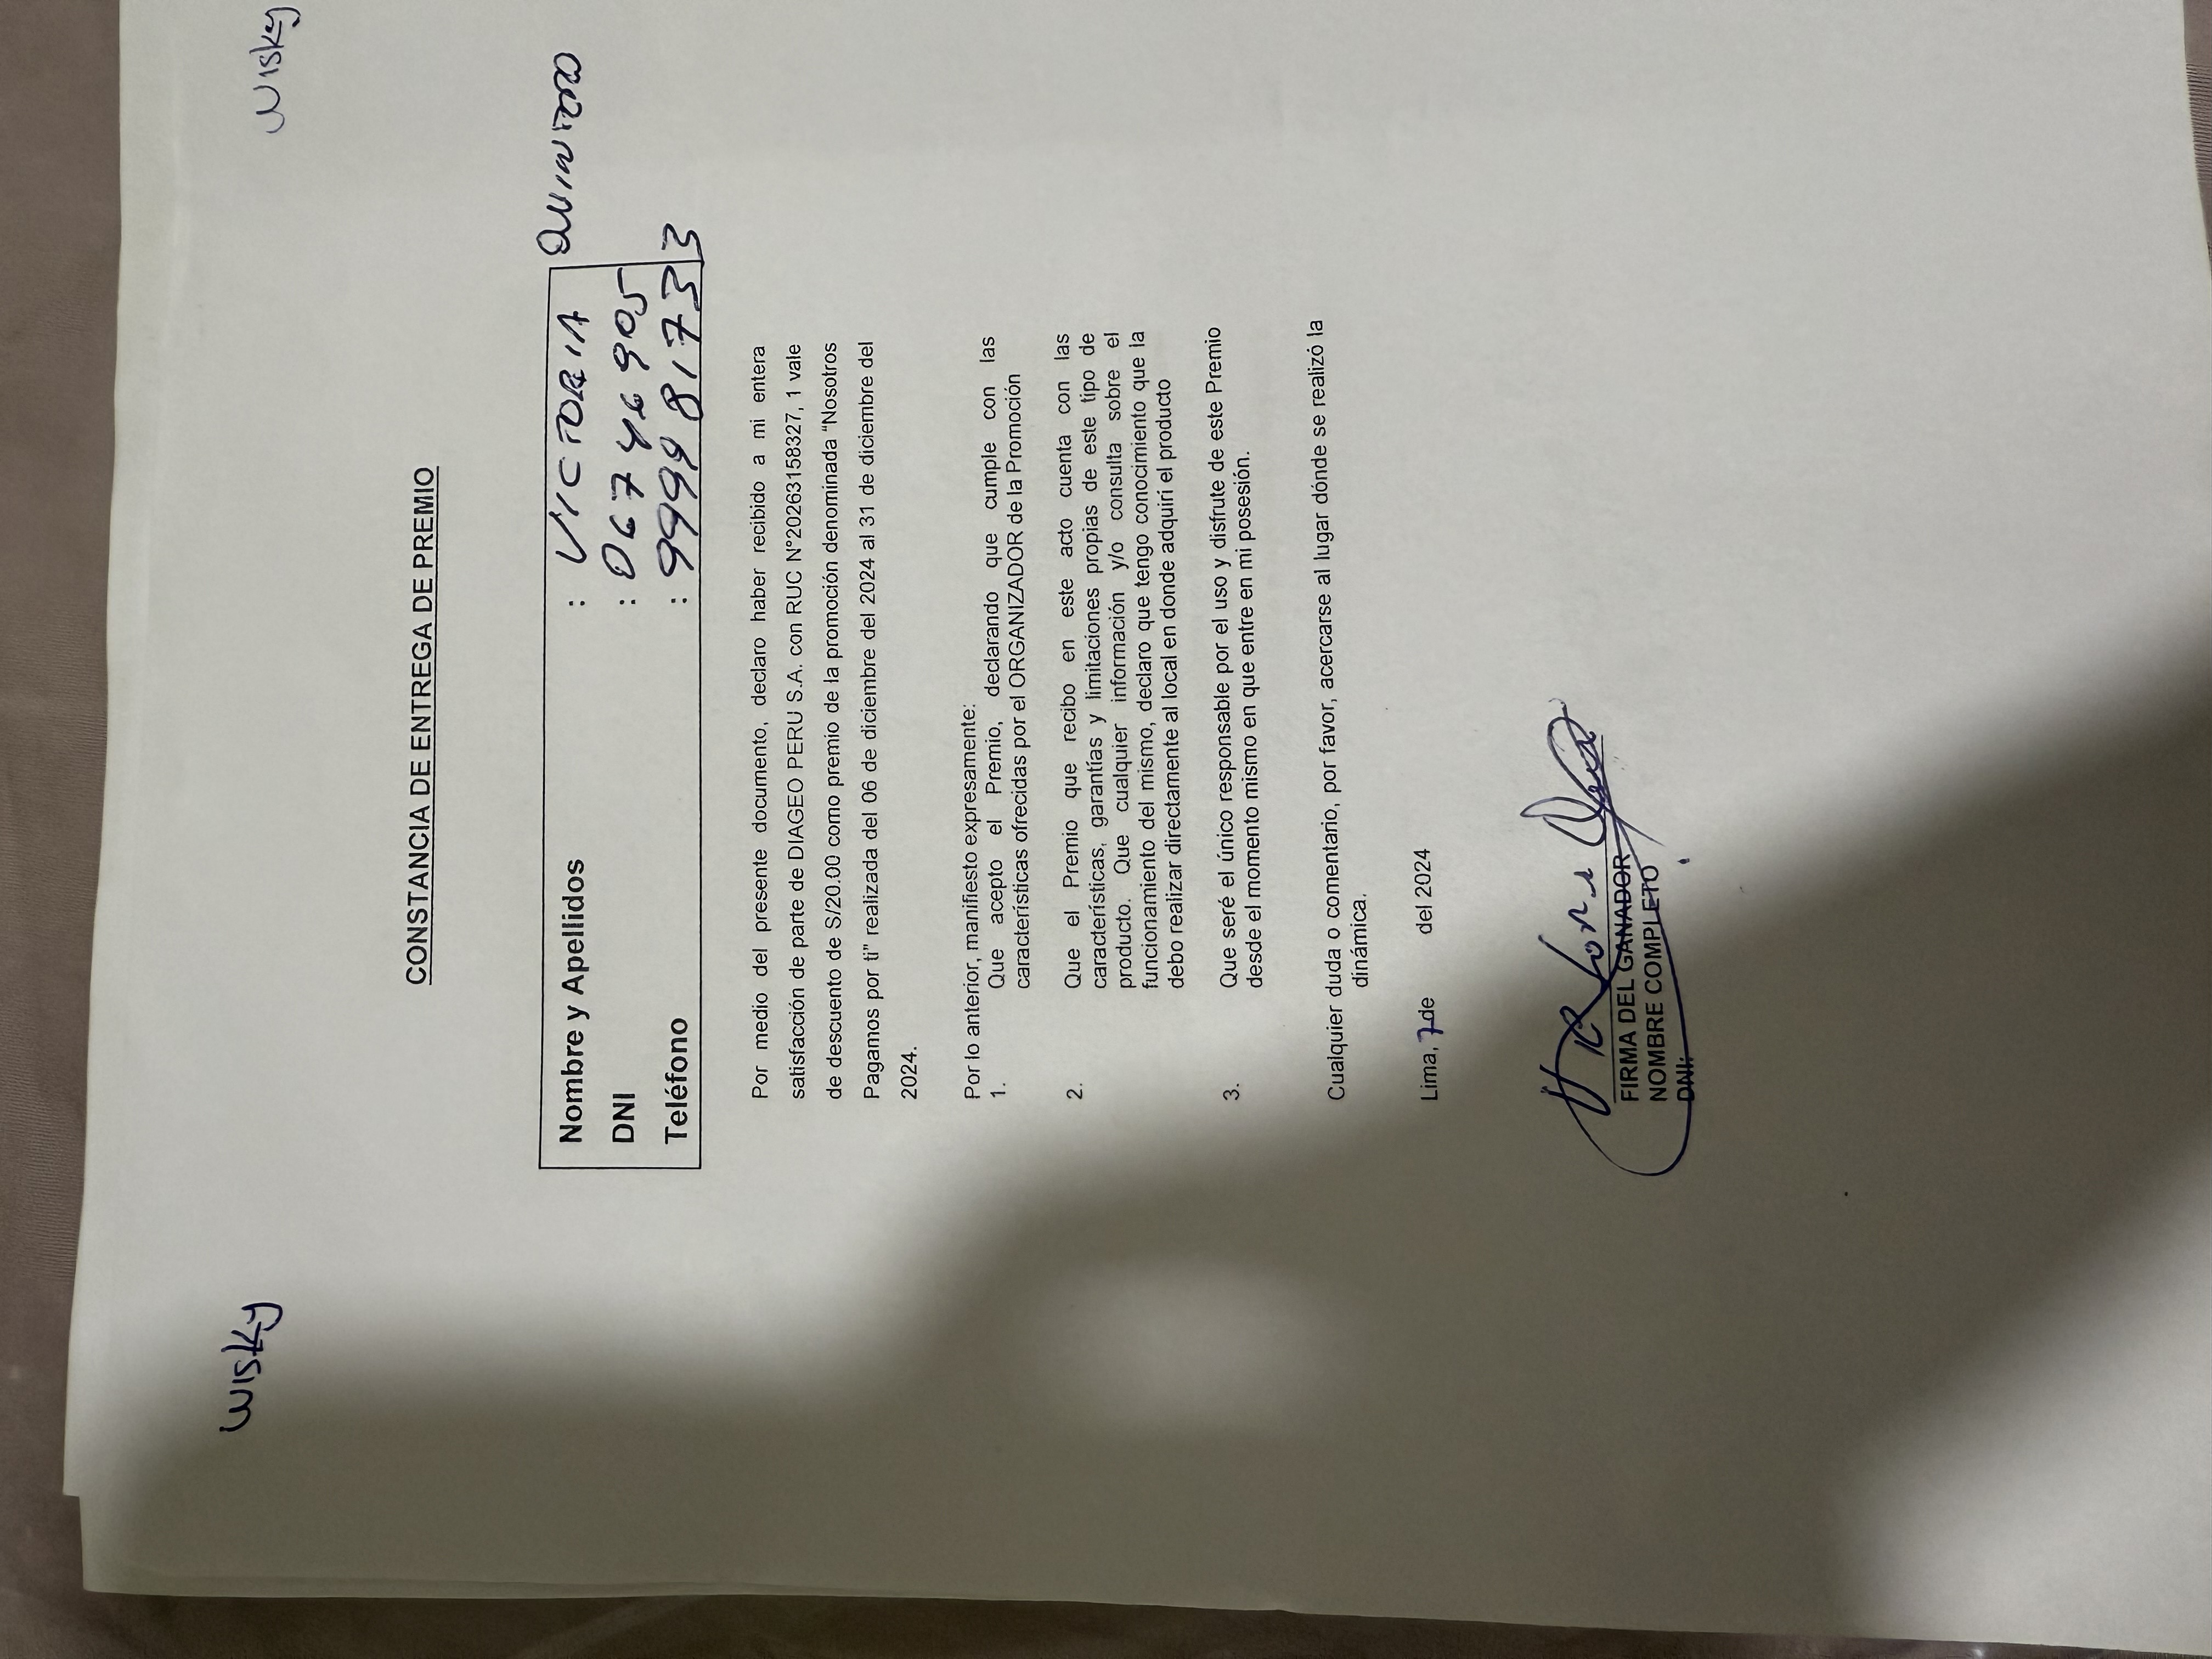 Wisky
Wisky
CONSTANCIA DE ENTREGA DE PREMIO
Nombre y Apellidos : VICTORIA QUINTERO
DNI : 06746905
Teléfono : 999981733
Por medio del presente documento, declaro haber recibido a mi entera
satisfacción de parte de DIAGEO PERU S.A. con RUC N°20263158327, 1 vale
de descuento de S/20.00 como premio de la promoción denominada “Nosotros
Pagamos por ti” realizada del 06 de diciembre del 2024 al 31 de diciembre del
2024.
Por lo anterior, manifiesto expresamente:
1. Que acepto el Premio, declarando que cumple con las
características ofrecidas por el ORGANIZADOR de la Promoción
2. Que el Premio que recibo en este acto cuenta con las
características, garantías y limitaciones propias de este tipo de
producto. Que cualquier información y/o consulta sobre el
funcionamiento del mismo, declaro que tengo conocimiento que la
debo realizar directamente al local en donde adquirí el producto
3. Que seré el único responsable por el uso y disfrute de este Premio
desde el momento mismo en que entre en mi posesión.
Cualquier duda o comentario, por favor, acercarse al lugar dónde se realizó la
dinámica.
Lima, 7 de del 2024
FIRMA DEL GANADOR
NOMBRE COMPLETO
DNI: